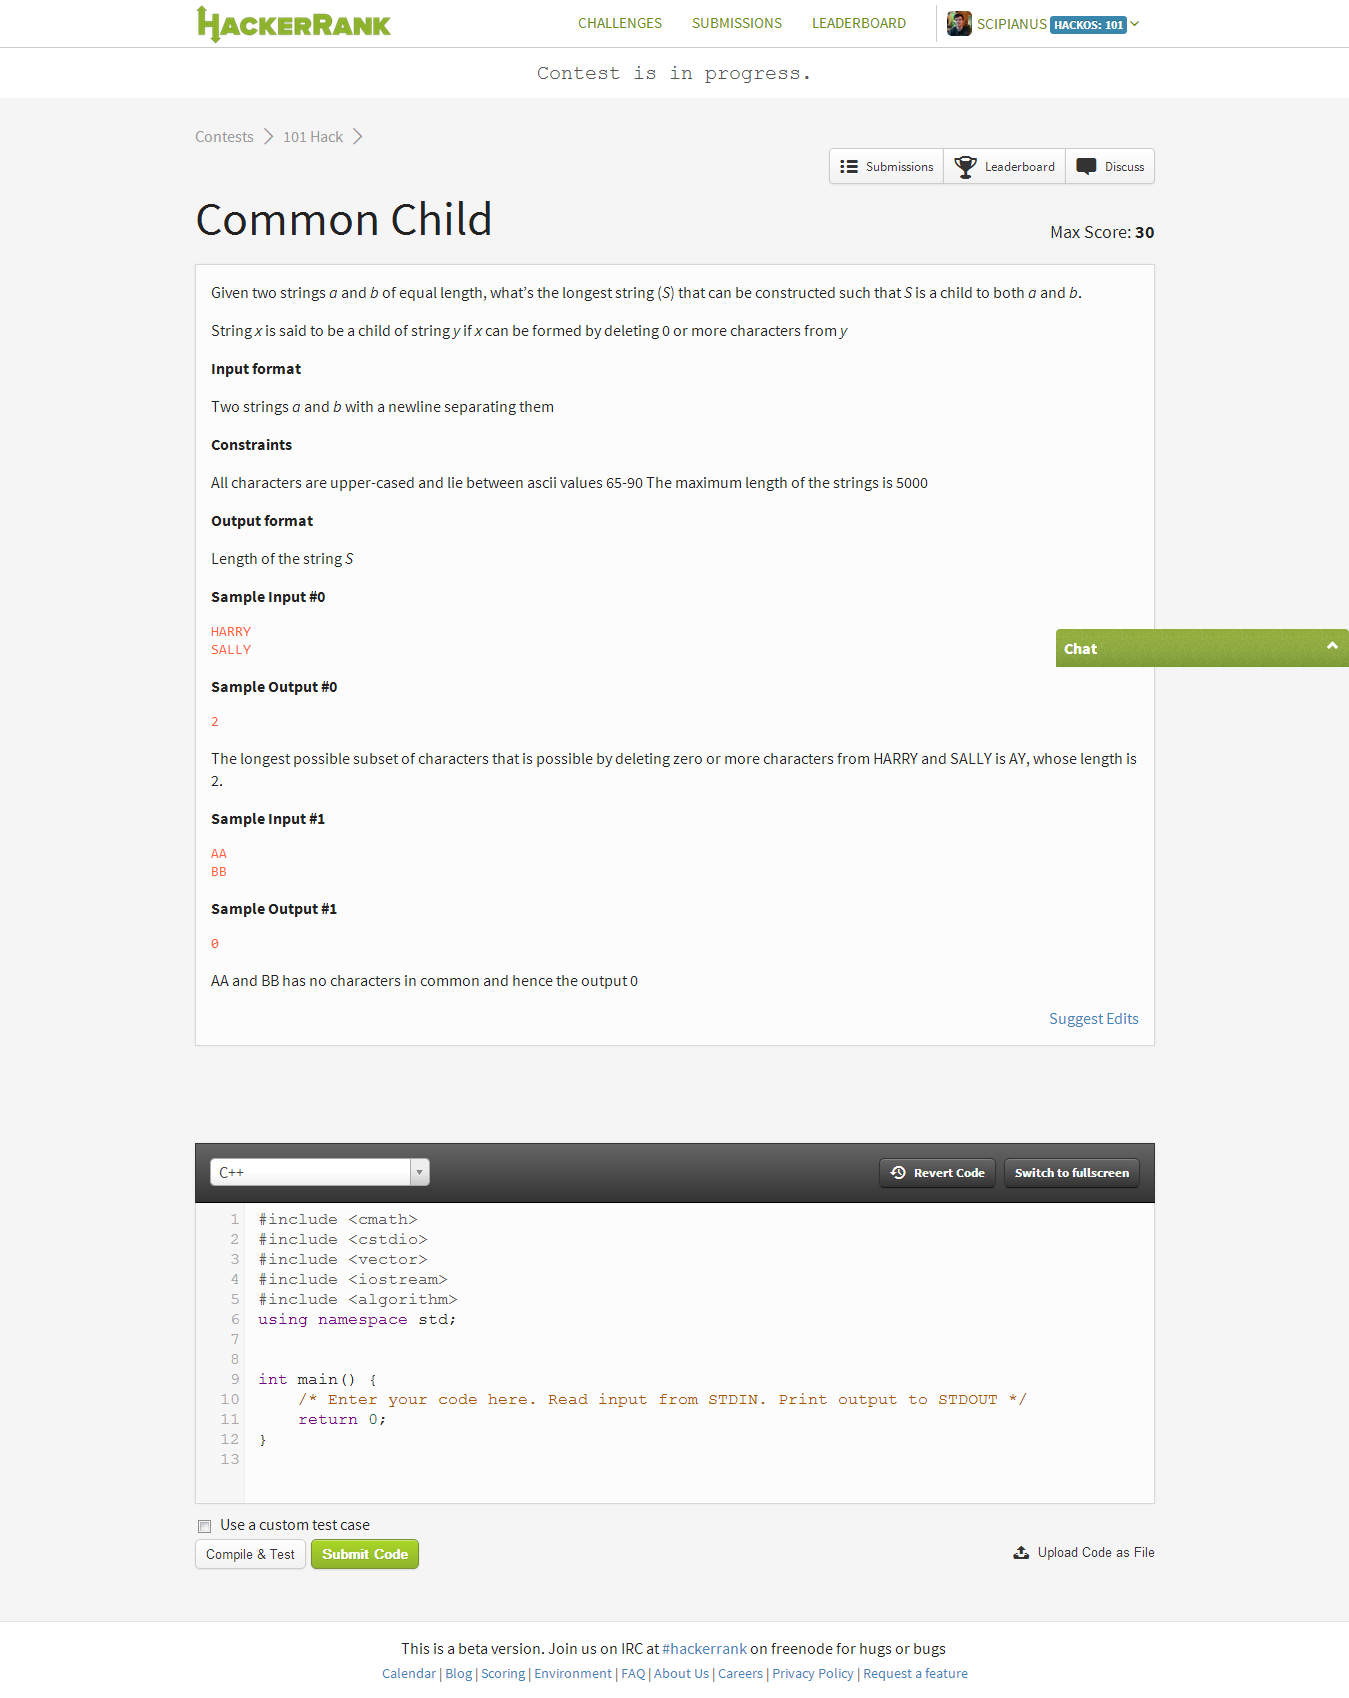 HACKERRANK
CHALLENGES SUBMISSIONS LEADERBOARD SCIPIANUS HACKOS: 101
Contest is in progress.
Contests 101 Hack
Submissions Leaderboard Discuss
Common Child
Max Score: 30
Given two strings a and b of equal length, what's the longest string (S) that can be constructed such that S is a child to both a and b.
String x is said to be a child of string y if x can be formed by deleting 0 or more characters from y
Input format
Two strings a and b with a newline separating them
Constraints
All characters are upper-cased and lie between ascii values 65-90 The maximum length of the strings is 5000
Output format
Length of the string S
Sample Input #0
HARRY
SALLY
Chat
Sample Output #0
2
The longest possible subset of characters that is possible by deleting zero or more characters from HARRY and SALLY is AY, whose length is
2.
Sample Input #1
AA
BB
Sample Output #1
0
AA and BB has no characters in common and hence the output 0
Suggest Edits
C++ Revert Code Switch to fullscreen
1 #include <cmath>
2 #include <cstdio>
3 #include <vector>
4 #include <iostream>
5 #include <algorithm>
6 using namespace std;
7
8
9 int main() {
10 /* Enter your code here. Read input from STDIN. Print output to STDOUT */
11 return 0;
12 }
13
Use a custom test case
Compile & Test Submit Code Upload Code as File
This is a beta version. Join us on IRC at #hackerrank on freenode for hugs or bugs
Calendar | Blog | Scoring | Environment | FAQ | About Us | Careers | Privacy Policy | Request a feature